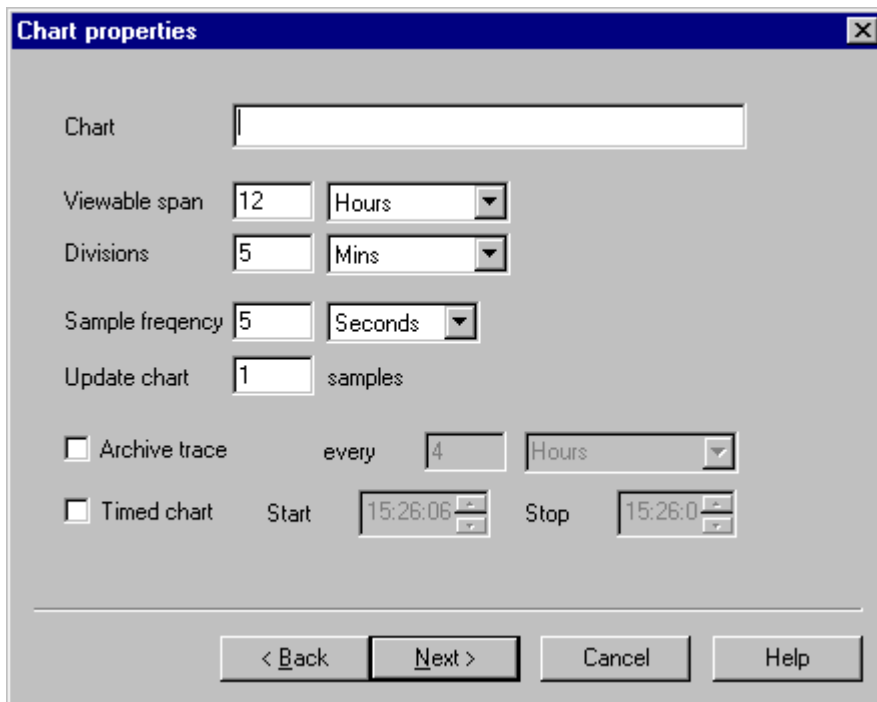 Chart properties
Chart
Viewable span 12 Hours
Divisions 5 Mins
Sample freqency 5 Seconds
Update chart 1 samples
Archive trace every 4 Hours
Timed chart Start 15:26:06 Stop 15:26:0
< Back Next > Cancel Help